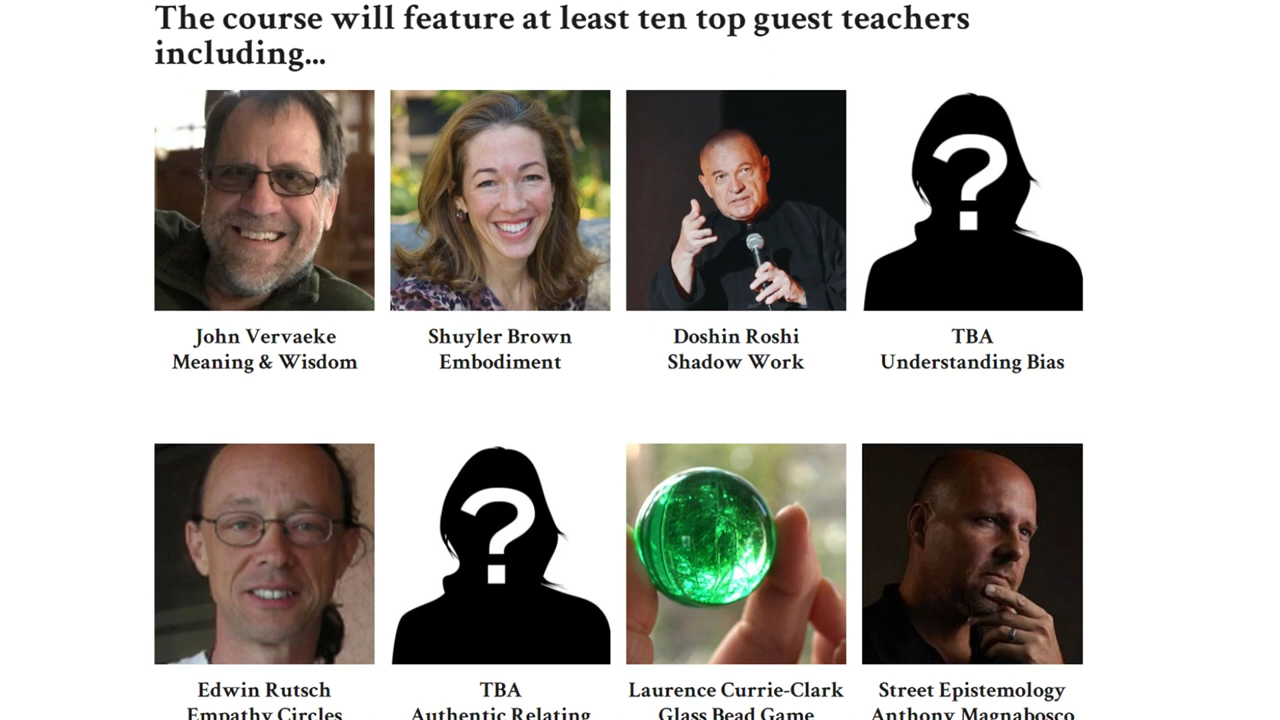 The course will feature at least ten top guest teachers
including...
?
John Vervaeke
Meaning & Wisdom
Shuyler Brown
Embodiment
Doshin Roshi
Shadow Work
TBA
Understanding Bias
?
Edwin Rutsch
Empathy Circles
TBA
Authentic Relating
Laurence Currie-Clark
Glass Bead Game
Street Epistemology
Anthony Magnabosco